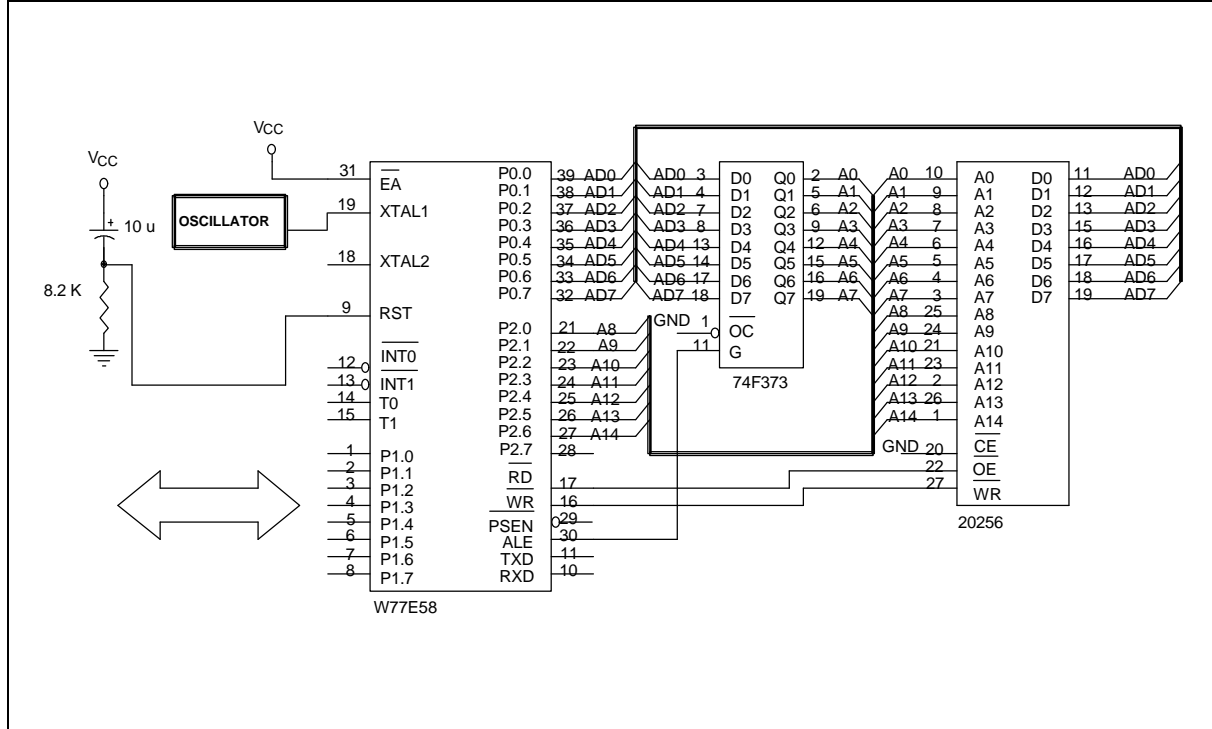 VCC
VCC
10 u
8.2 K
OSCILLATOR
31 EA
19 XTAL1
18 XTAL2
9 RST
12 INT0
13 INT1
14 T0
15 T1
1 P1.0
2 P1.1
3 P1.2
4 P1.3
5 P1.4
6 P1.5
7 P1.6
8 P1.7
P0.0 39 AD0
P0.1 38 AD1
P0.2 37 AD2
P0.3 36 AD3
P0.4 35 AD4
P0.5 34 AD5
P0.6 33 AD6
P0.7 32 AD7
P2.0 21 A8
P2.1 22 A9
P2.2 23 A10
P2.3 24 A11
P2.4 25 A12
P2.5 26 A13
P2.6 27 A14
P2.7 28
RD 17
WR 16
PSEN 29
ALE 30
TXD 11
RXD 10
W77E58
AD0 3 D0 Q0 2 A0
AD1 4 D1 Q1 5 A1
AD2 7 D2 Q2 6 A2
AD3 8 D3 Q3 9 A3
AD4 13 D4 Q4 12 A4
AD5 14 D5 Q5 15 A5
AD6 17 D6 Q6 16 A6
AD7 18 D7 Q7 19 A7
GND 1 OC
11 G
74F373
A0 10 A0 D0 11 AD0
A1 9 A1 D1 12 AD1
A2 8 A2 D2 13 AD2
A3 7 A3 D3 15 AD3
A4 6 A4 D4 16 AD4
A5 5 A5 D5 17 AD5
A6 4 A6 D6 18 AD6
A7 3 A7 D7 19 AD7
A8 25 A8
A9 24 A9
A10 21 A10
A11 23 A11
A12 2 A12
A13 26 A13
A14 1 A14
GND 20 CE
22 OE
27 WR
20256